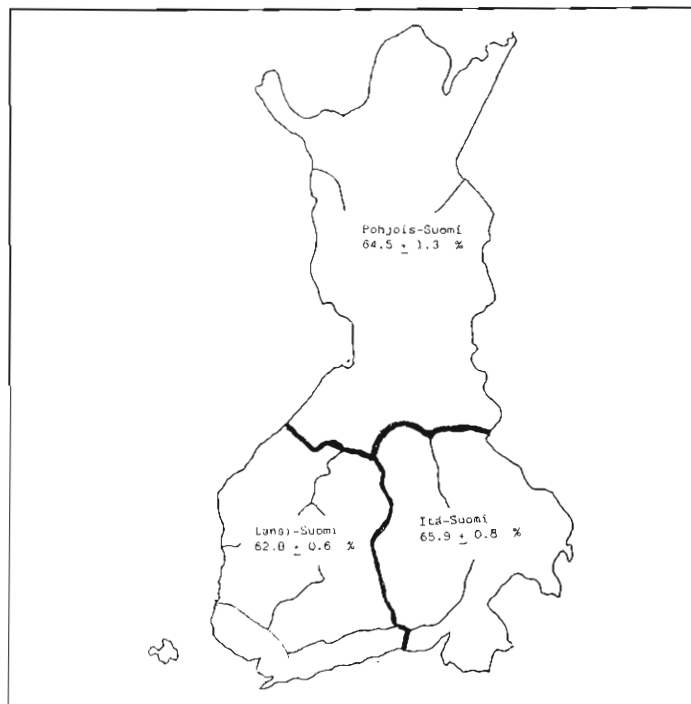 Pohjois-Suomi
64.5 ± 1.3 %
Länsi-Suomi
62.8 ± 0.6 %
Itä-Suomi
65.9 ± 0.8 %